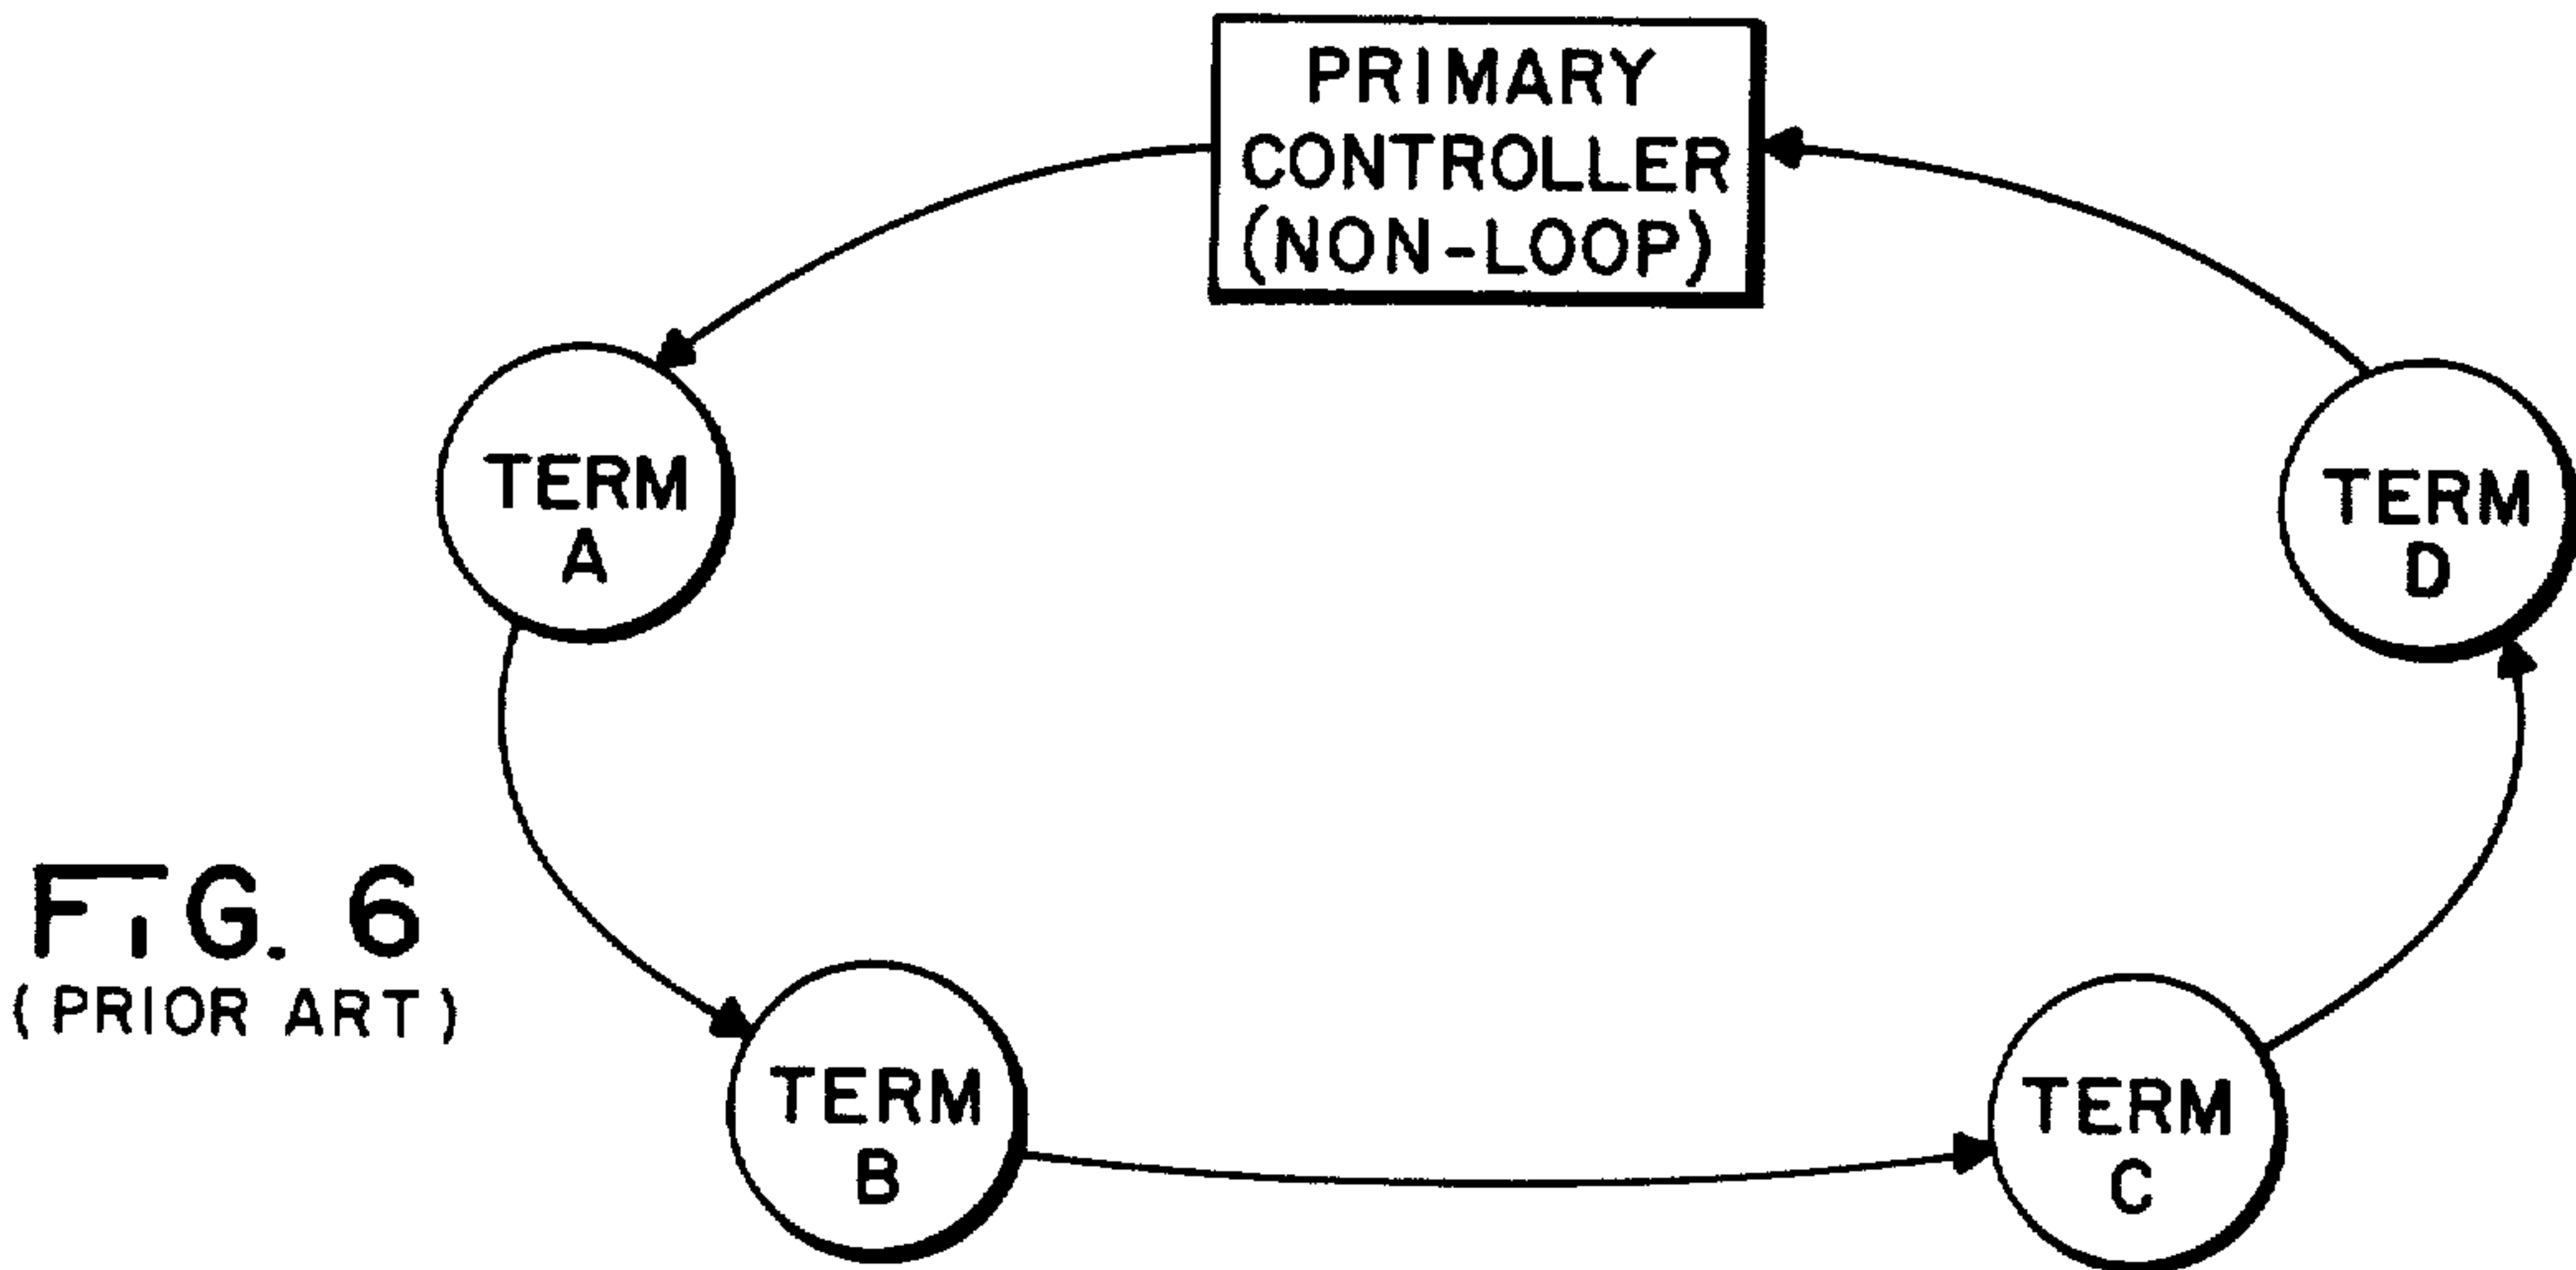 PRIMARY
CONTROLLER
(NON-LOOP)
TERM
A
TERM
D
FIG. 6
(PRIOR ART)
TERM
B
TERM
C